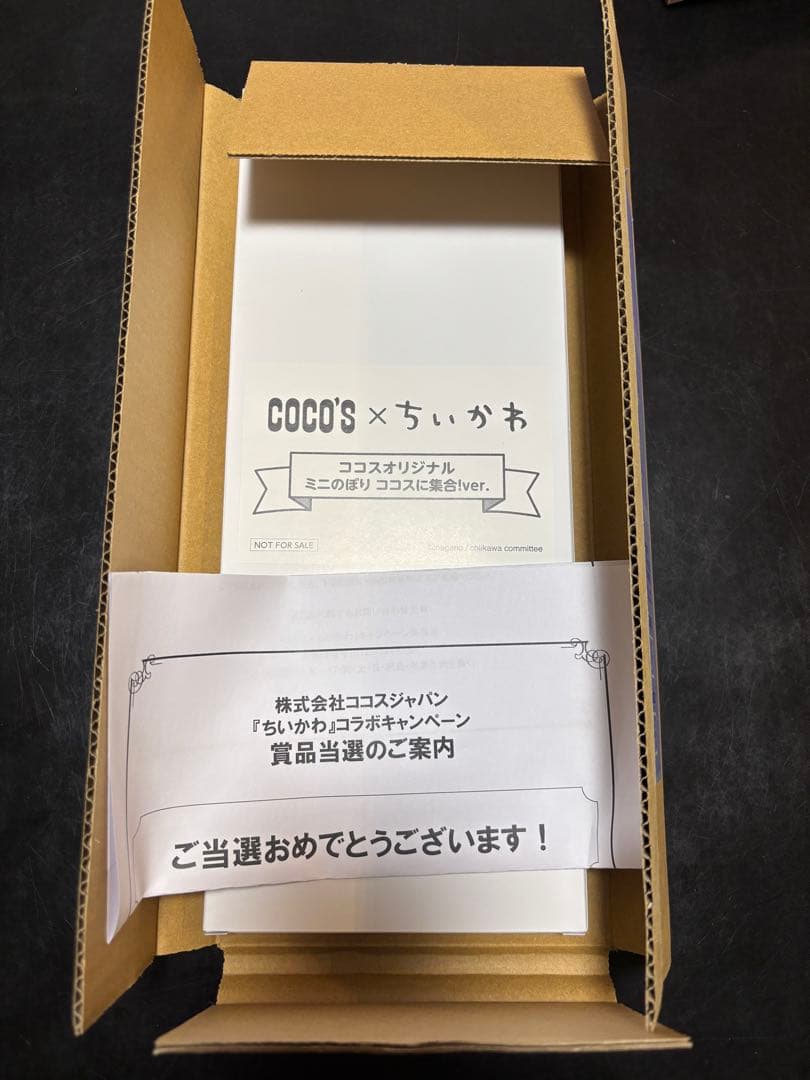 COCO'S×ちいかわ
ココスオリジナル
ミニのぼり ココスに集合!ver.
NOT FOR SALE
nagano / chiikawa committee
株式会社ココスジャパン
『ちいかわ』コラボキャンペーン
賞品当選のご案内
ご当選おめでとうございます！